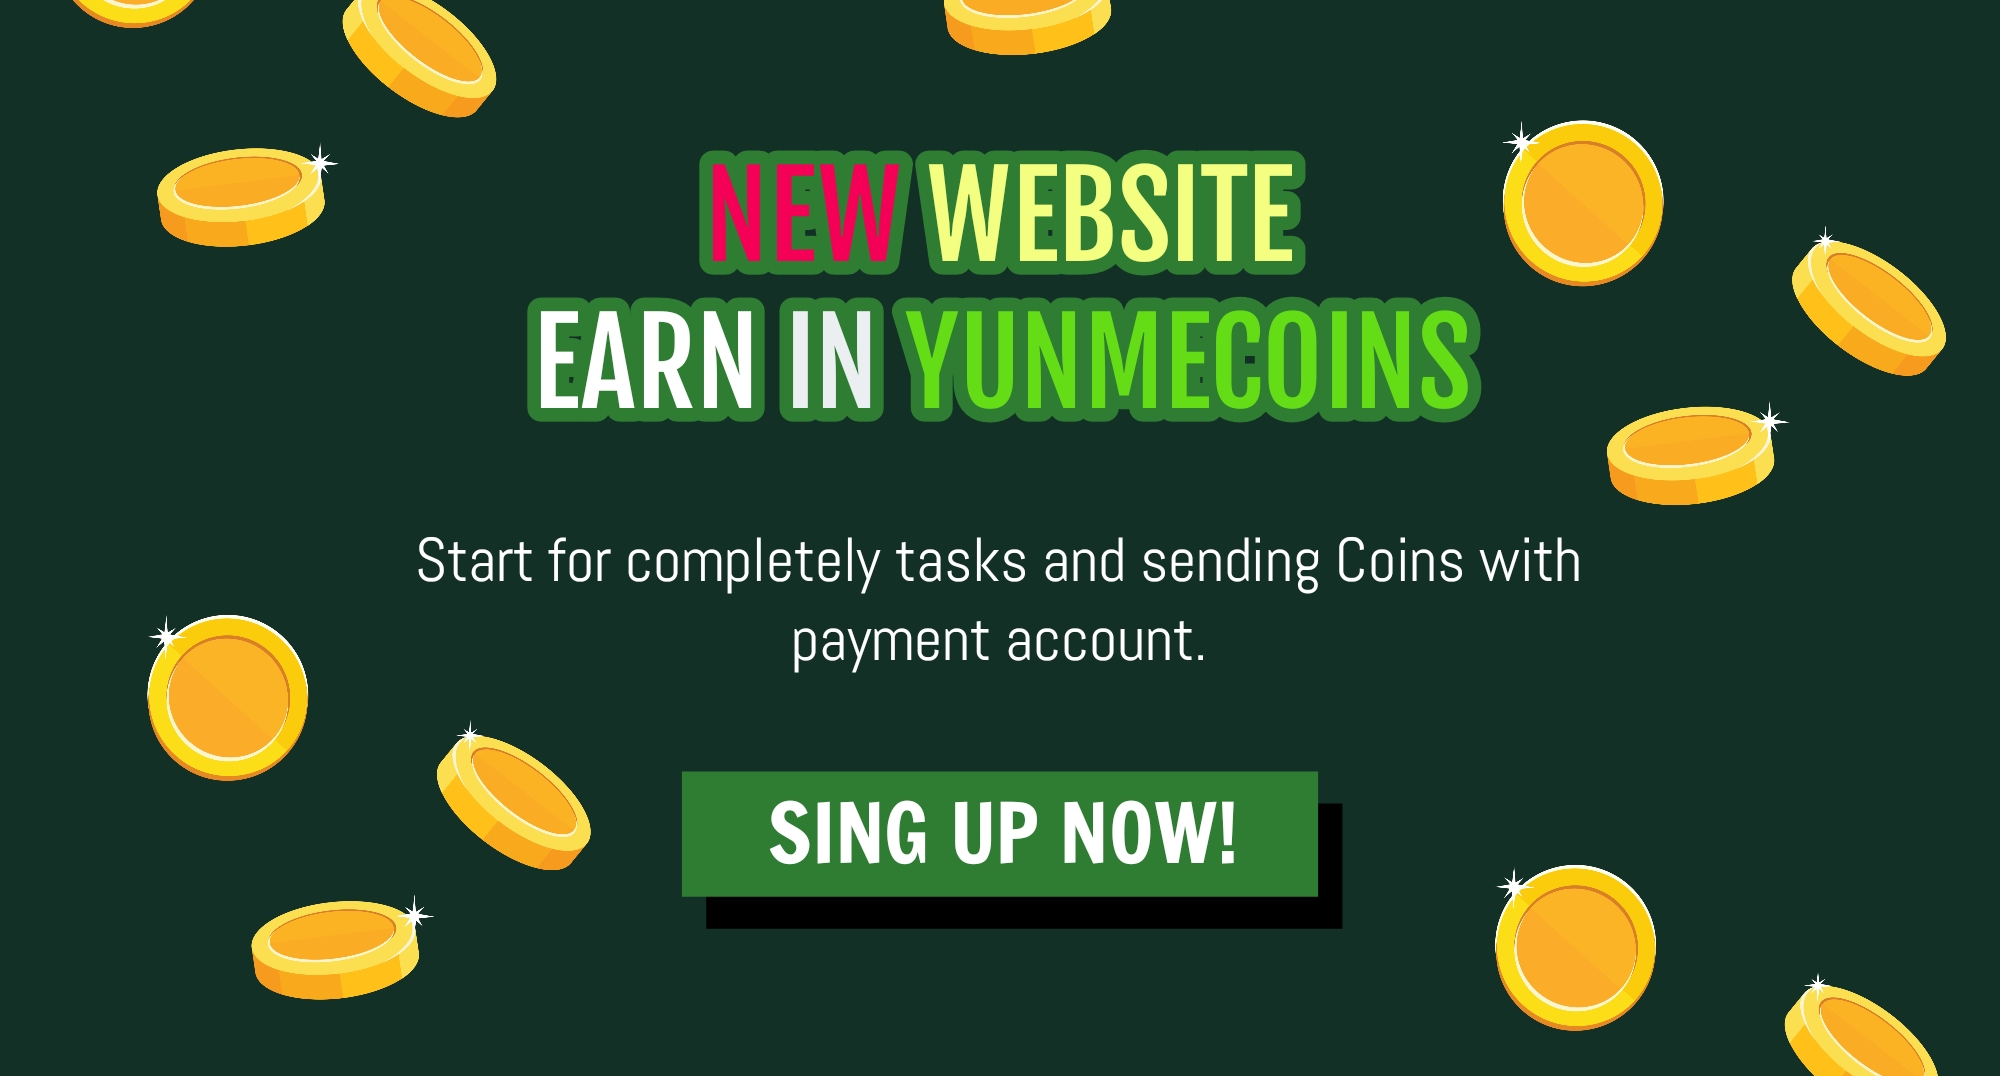 NEW WEBSITE
EARN IN YUNMECOINS
Start for completely tasks and sending Coins with
payment account.
SING UP NOW!